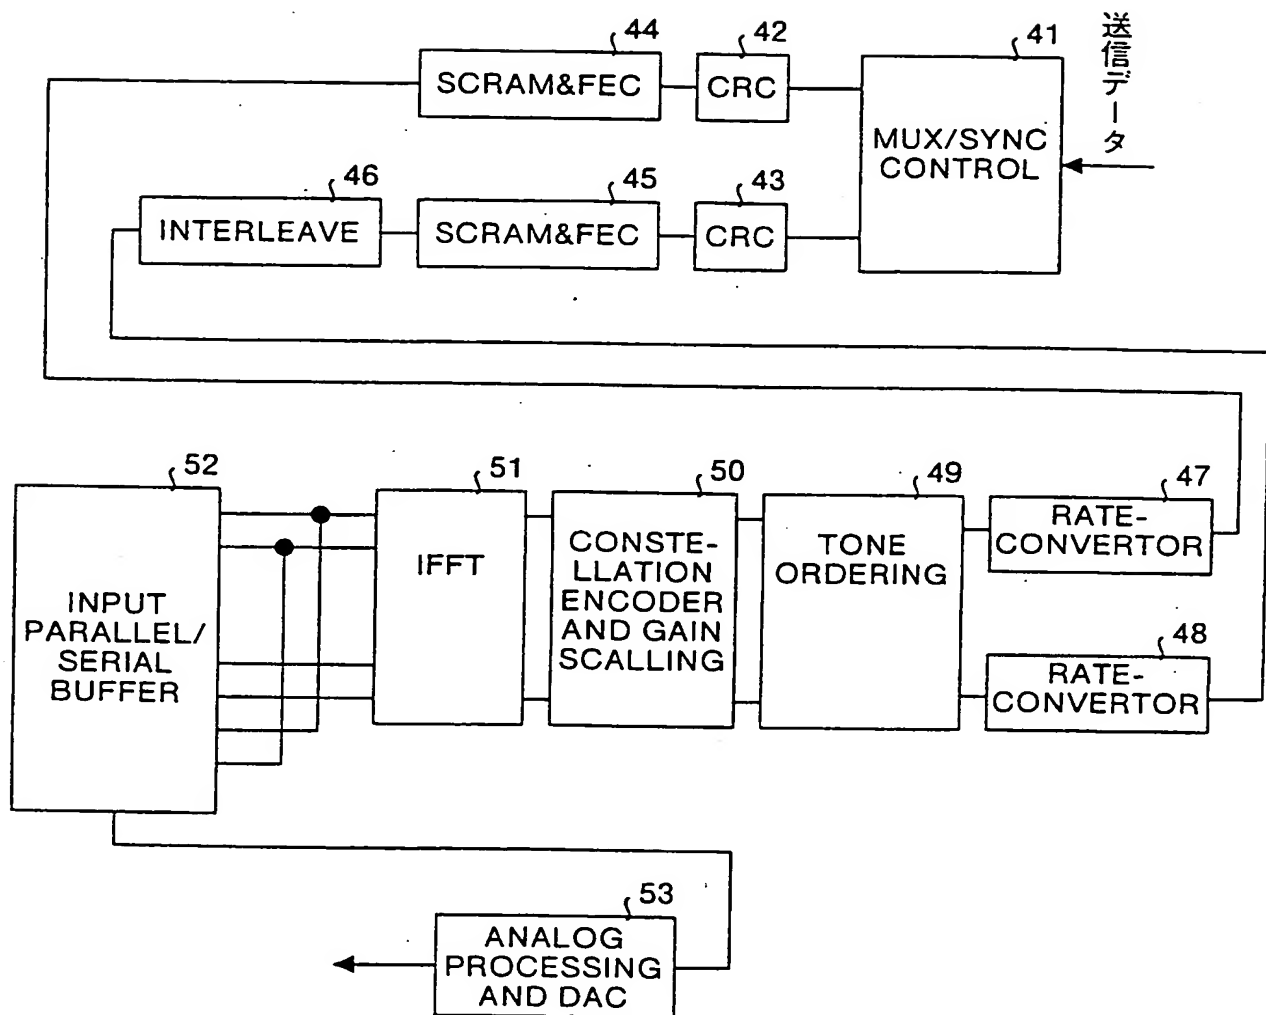 44
42
41
送信データ
SCRAM&FEC
CRC
MUX/SYNC
CONTROL
46
45
43
INTERLEAVE
SCRAM&FEC
CRC
52
51
50
49
47
INPUT
PARALLEL/
SERIAL
BUFFER
IFFT
CONSTE-
LLATION
ENCODER
AND GAIN
SCALLING
TONE
ORDERING
RATE-
CONVERTOR
48
RATE-
CONVERTOR
53
ANALOG
PROCESSING
AND DAC